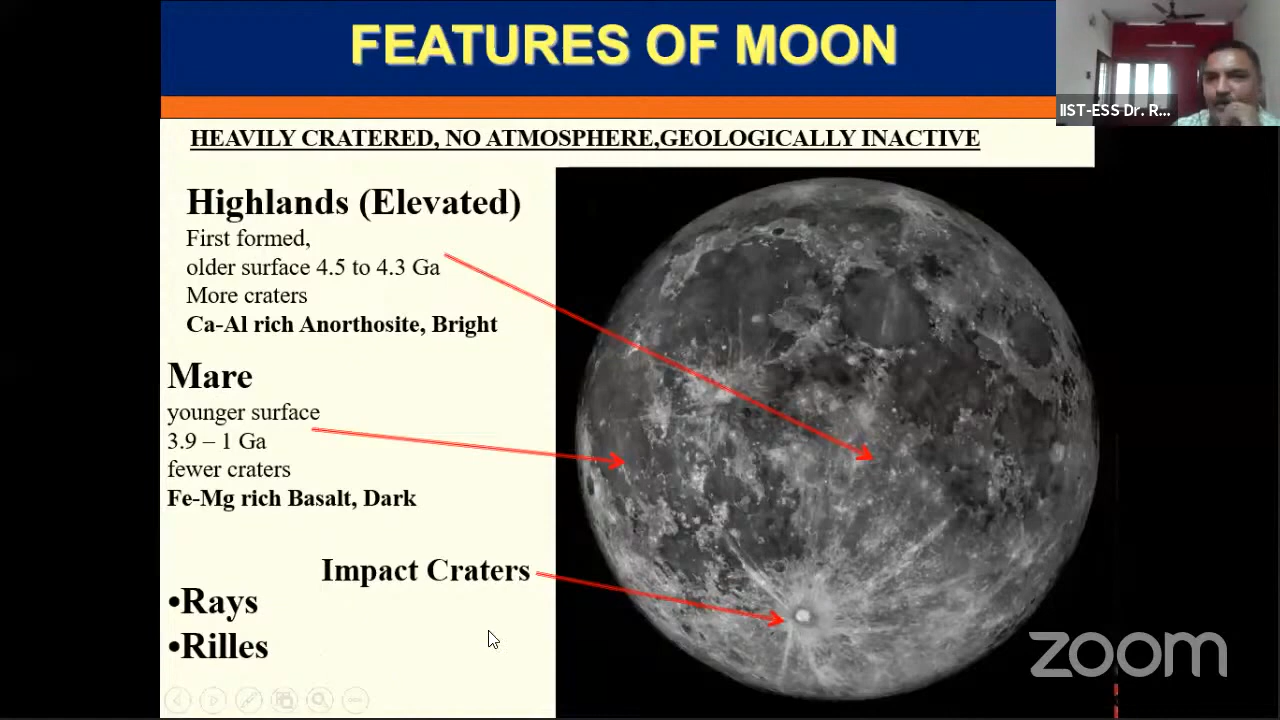 FEATURES OF MOON
IIST-ESS Dr. R...
HEAVILY CRATERED, NO ATMOSPHERE,GEOLOGICALLY INACTIVE
Highlands (Elevated)
First formed,
older surface 4.5 to 4.3 Ga
More craters
Ca-Al rich Anorthosite, Bright
Mare
younger surface
3.9 – 1 Ga
fewer craters
Fe-Mg rich Basalt, Dark
Impact Craters
•Rays
•Rilles
zoom